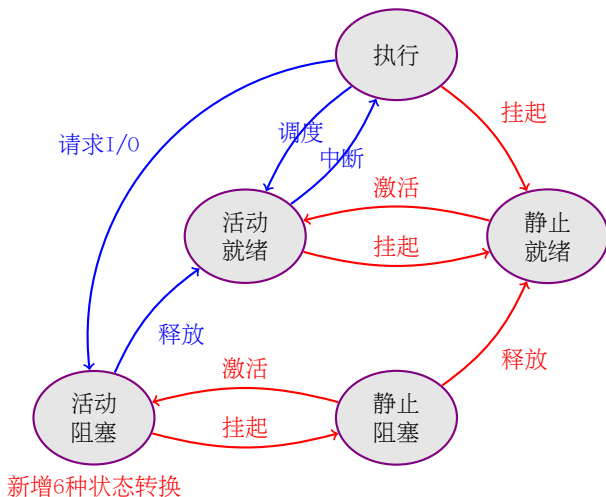 执行
调度
挂起
请求I/O
中断
激活
活动
就绪
静止
就绪
挂起
释放
激活
释放
活动
阻塞
静止
阻塞
挂起
新增6种状态转换